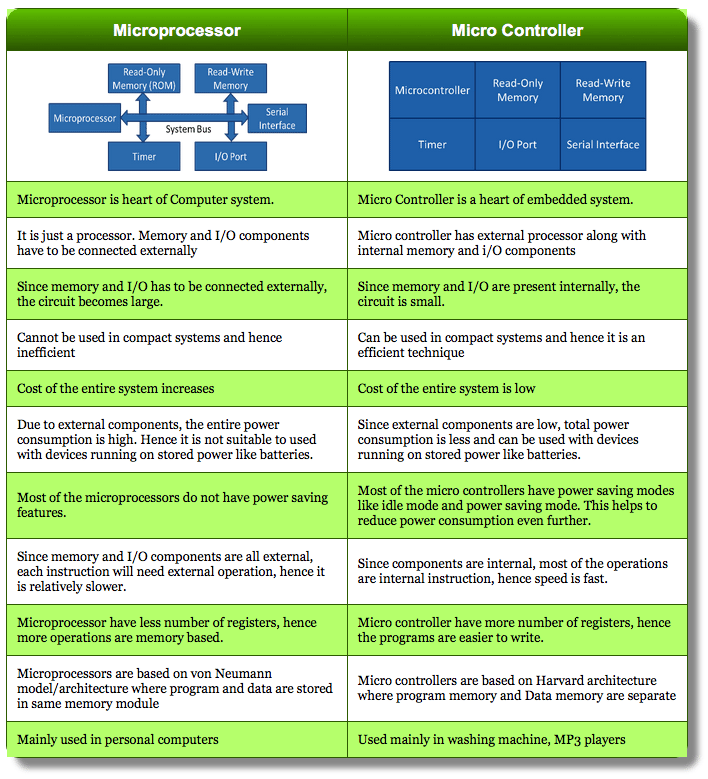 Microprocessor
Micro Controller
Read-Only
Memory (ROM)
Read-Write
Memory
Microprocessor
System Bus
Serial
Interface
Timer
I/O Port
Microcontroller
Read-Only
Memory
Read-Write
Memory
Timer
I/O Port
Serial Interface
Microprocessor is heart of Computer system.
Micro Controller is a heart of embedded system.
It is just a processor. Memory and I/O components
have to be connected externally
Micro controller has external processor along with
internal memory and i/O components
Since memory and I/O has to be connected externally,
the circuit becomes large.
Since memory and I/O are present internally, the
circuit is small.
Cannot be used in compact systems and hence
inefficient
Can be used in compact systems and hence it is an
efficient technique
Cost of the entire system increases
Cost of the entire system is low
Due to external components, the entire power
consumption is high. Hence it is not suitable to used
with devices running on stored power like batteries.
Since external components are low, total power
consumption is less and can be used with devices
running on stored power like batteries.
Most of the microprocessors do not have power saving
features.
Most of the micro controllers have power saving modes
like idle mode and power saving mode. This helps to
reduce power consumption even further.
Since memory and I/O components are all external,
each instruction will need external operation, hence it
is relatively slower.
Since components are internal, most of the operations
are internal instruction, hence speed is fast.
Microprocessor have less number of registers, hence
more operations are memory based.
Micro controller have more number of registers, hence
the programs are easier to write.
Microprocessors are based on von Neumann
model/architecture where program and data are stored
in same memory module
Micro controllers are based on Harvard architecture
where program memory and Data memory are separate
Mainly used in personal computers
Used mainly in washing machine, MP3 players